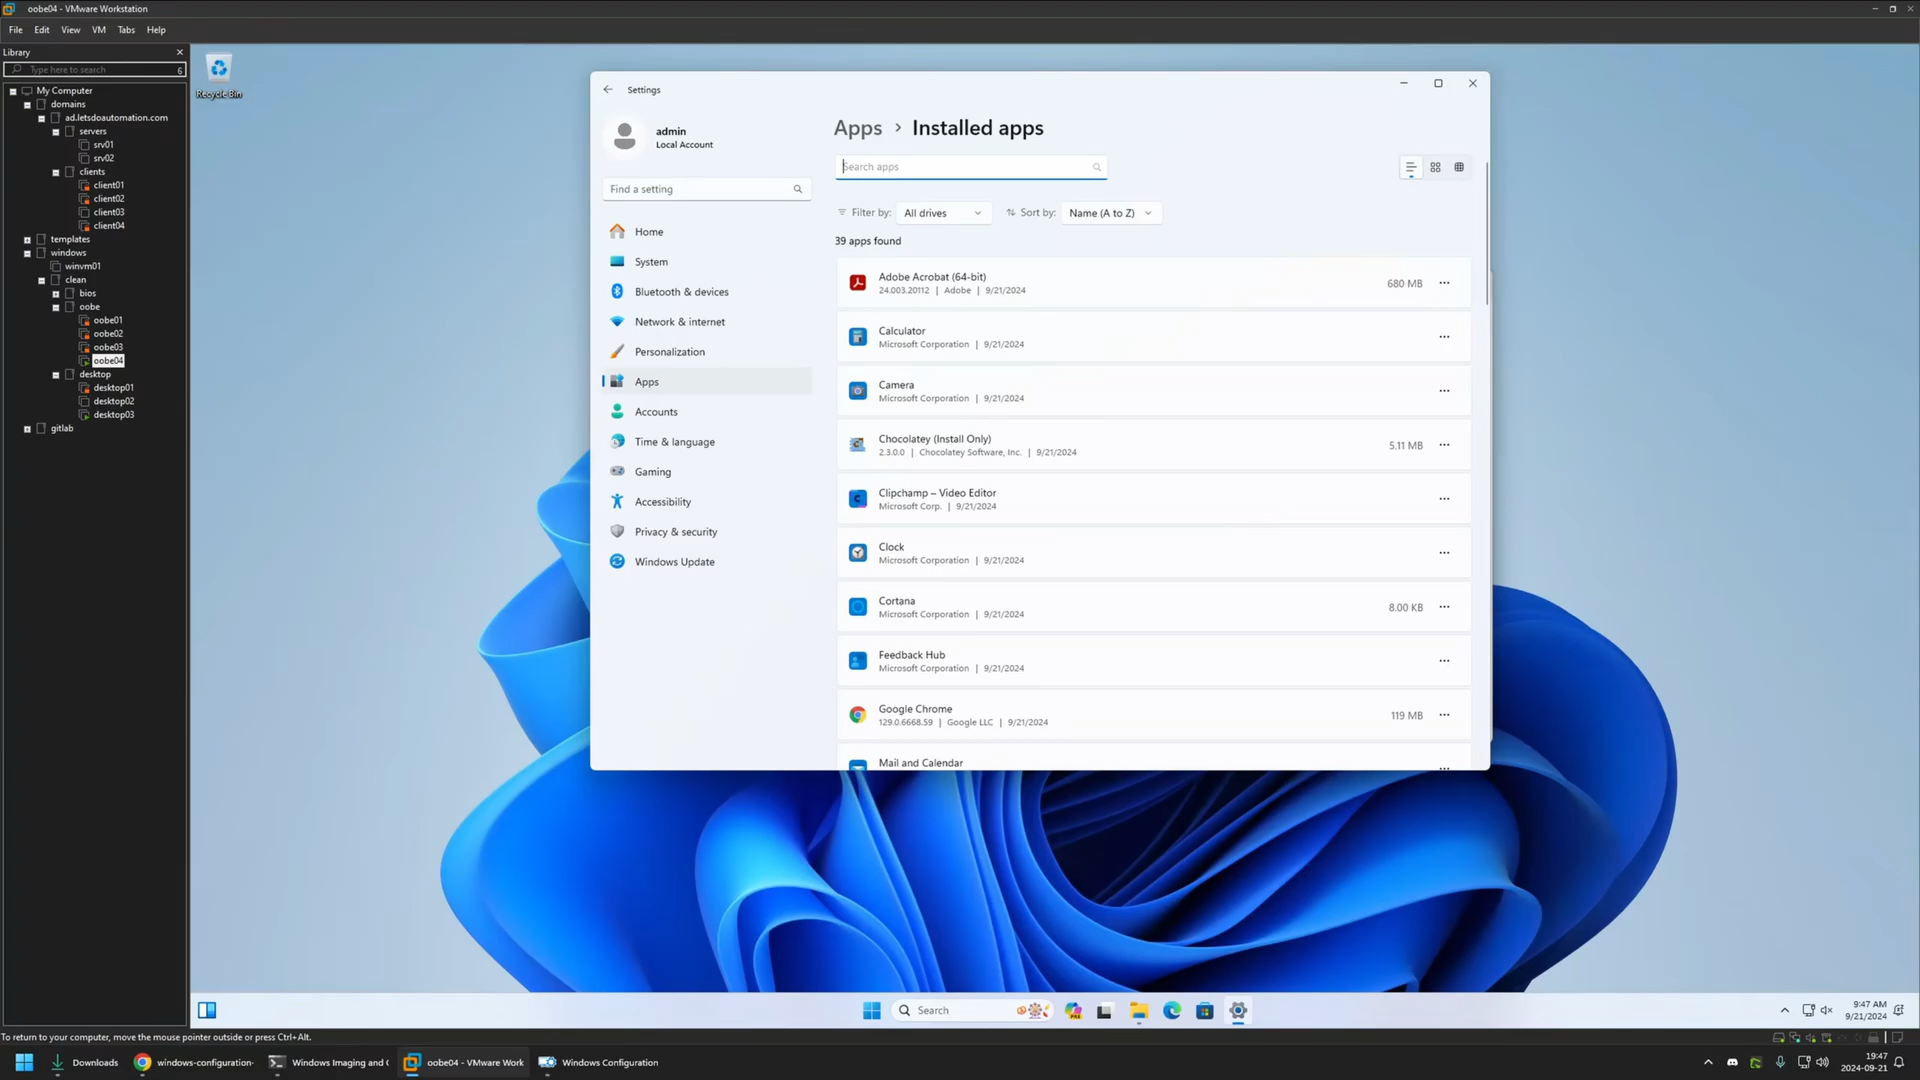 oobe04 - VMware Workstation
File Edit View VM Tabs Help
Library
Type here to search
My Computer
domains
ad.letsdoautomation.com
servers
srv01
srv02
clients
client01
client02
client03
client04
templates
windows
winvm01
clean
bios
oobe
oobe01
oobe02
oobe03
oobe04
desktop
desktop01
desktop02
desktop03
gitlab
Recycle Bin
Settings
admin
Local Account
Find a setting
Home
System
Bluetooth & devices
Network & internet
Personalization
Apps
Accounts
Time & language
Gaming
Accessibility
Privacy & security
Windows Update
Apps > Installed apps
Search apps
Filter by: All drives Sort by: Name (A to Z)
39 apps found
Adobe Acrobat (64-bit)
24.003.20112 | Adobe | 9/21/2024
680 MB
Calculator
Microsoft Corporation | 9/21/2024
Camera
Microsoft Corporation | 9/21/2024
Chocolatey (Install Only)
2.3.0.0 | Chocolatey Software, Inc. | 9/21/2024
5.11 MB
Clipchamp – Video Editor
Microsoft Corp. | 9/21/2024
Clock
Microsoft Corporation | 9/21/2024
Cortana
Microsoft Corporation | 9/21/2024
8.00 KB
Feedback Hub
Microsoft Corporation | 9/21/2024
Google Chrome
129.0.6668.59 | Google LLC | 9/21/2024
119 MB
Mail and Calendar
Search
9:47 AM
9/21/2024
To return to your computer, move the mouse pointer outside or press Ctrl+Alt.
Downloads
windows-configuration-
Windows Imaging and C
oobe04 - VMware Work
Windows Configuration
19:47
2024-09-21